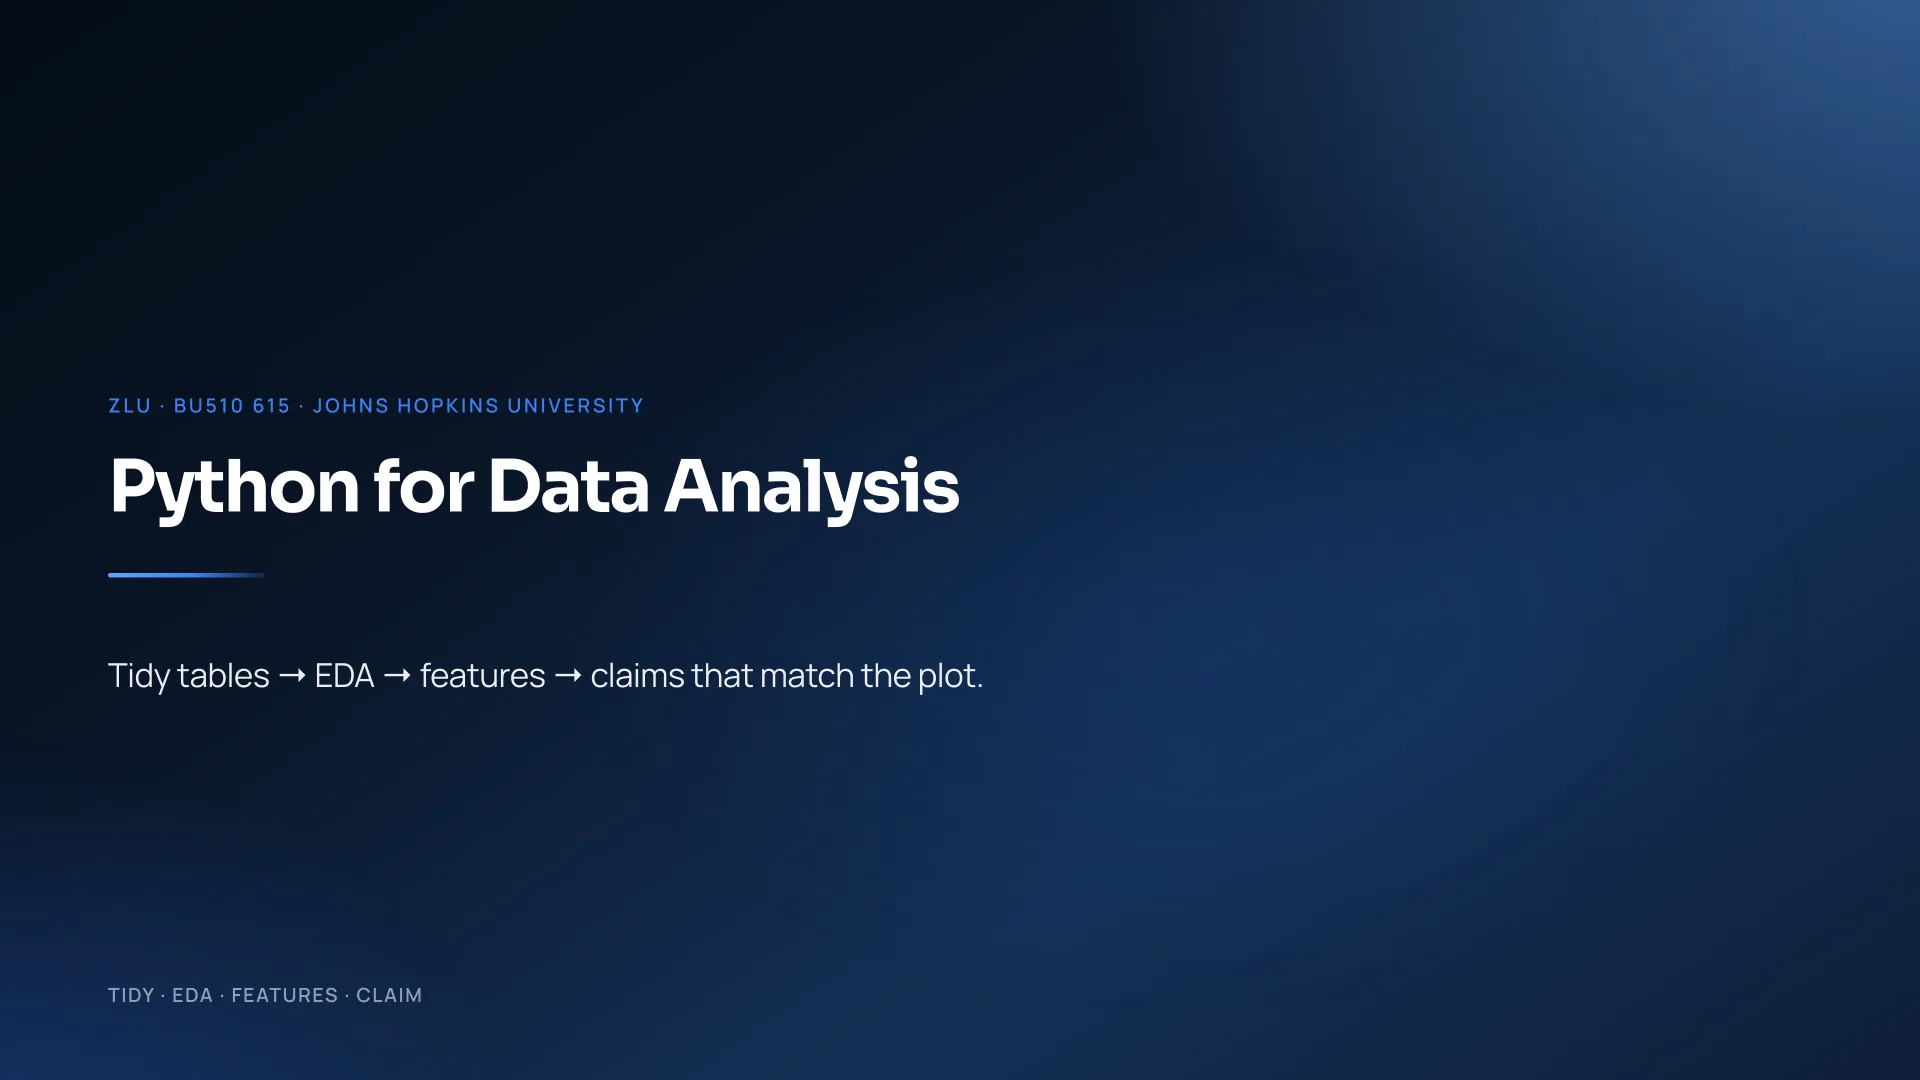 ZLU · BU510 615 · JOHNS HOPKINS UNIVERSITY
Python for Data Analysis
Tidy tables → EDA → features → claims that match the plot.
TIDY · EDA · FEATURES · CLAIM